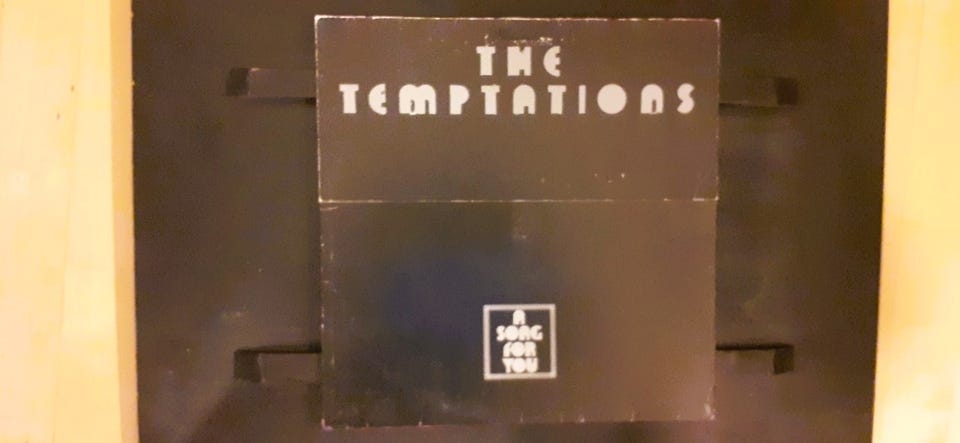 THE
TEMPTATIONS
A
SONG
FOR
YOU